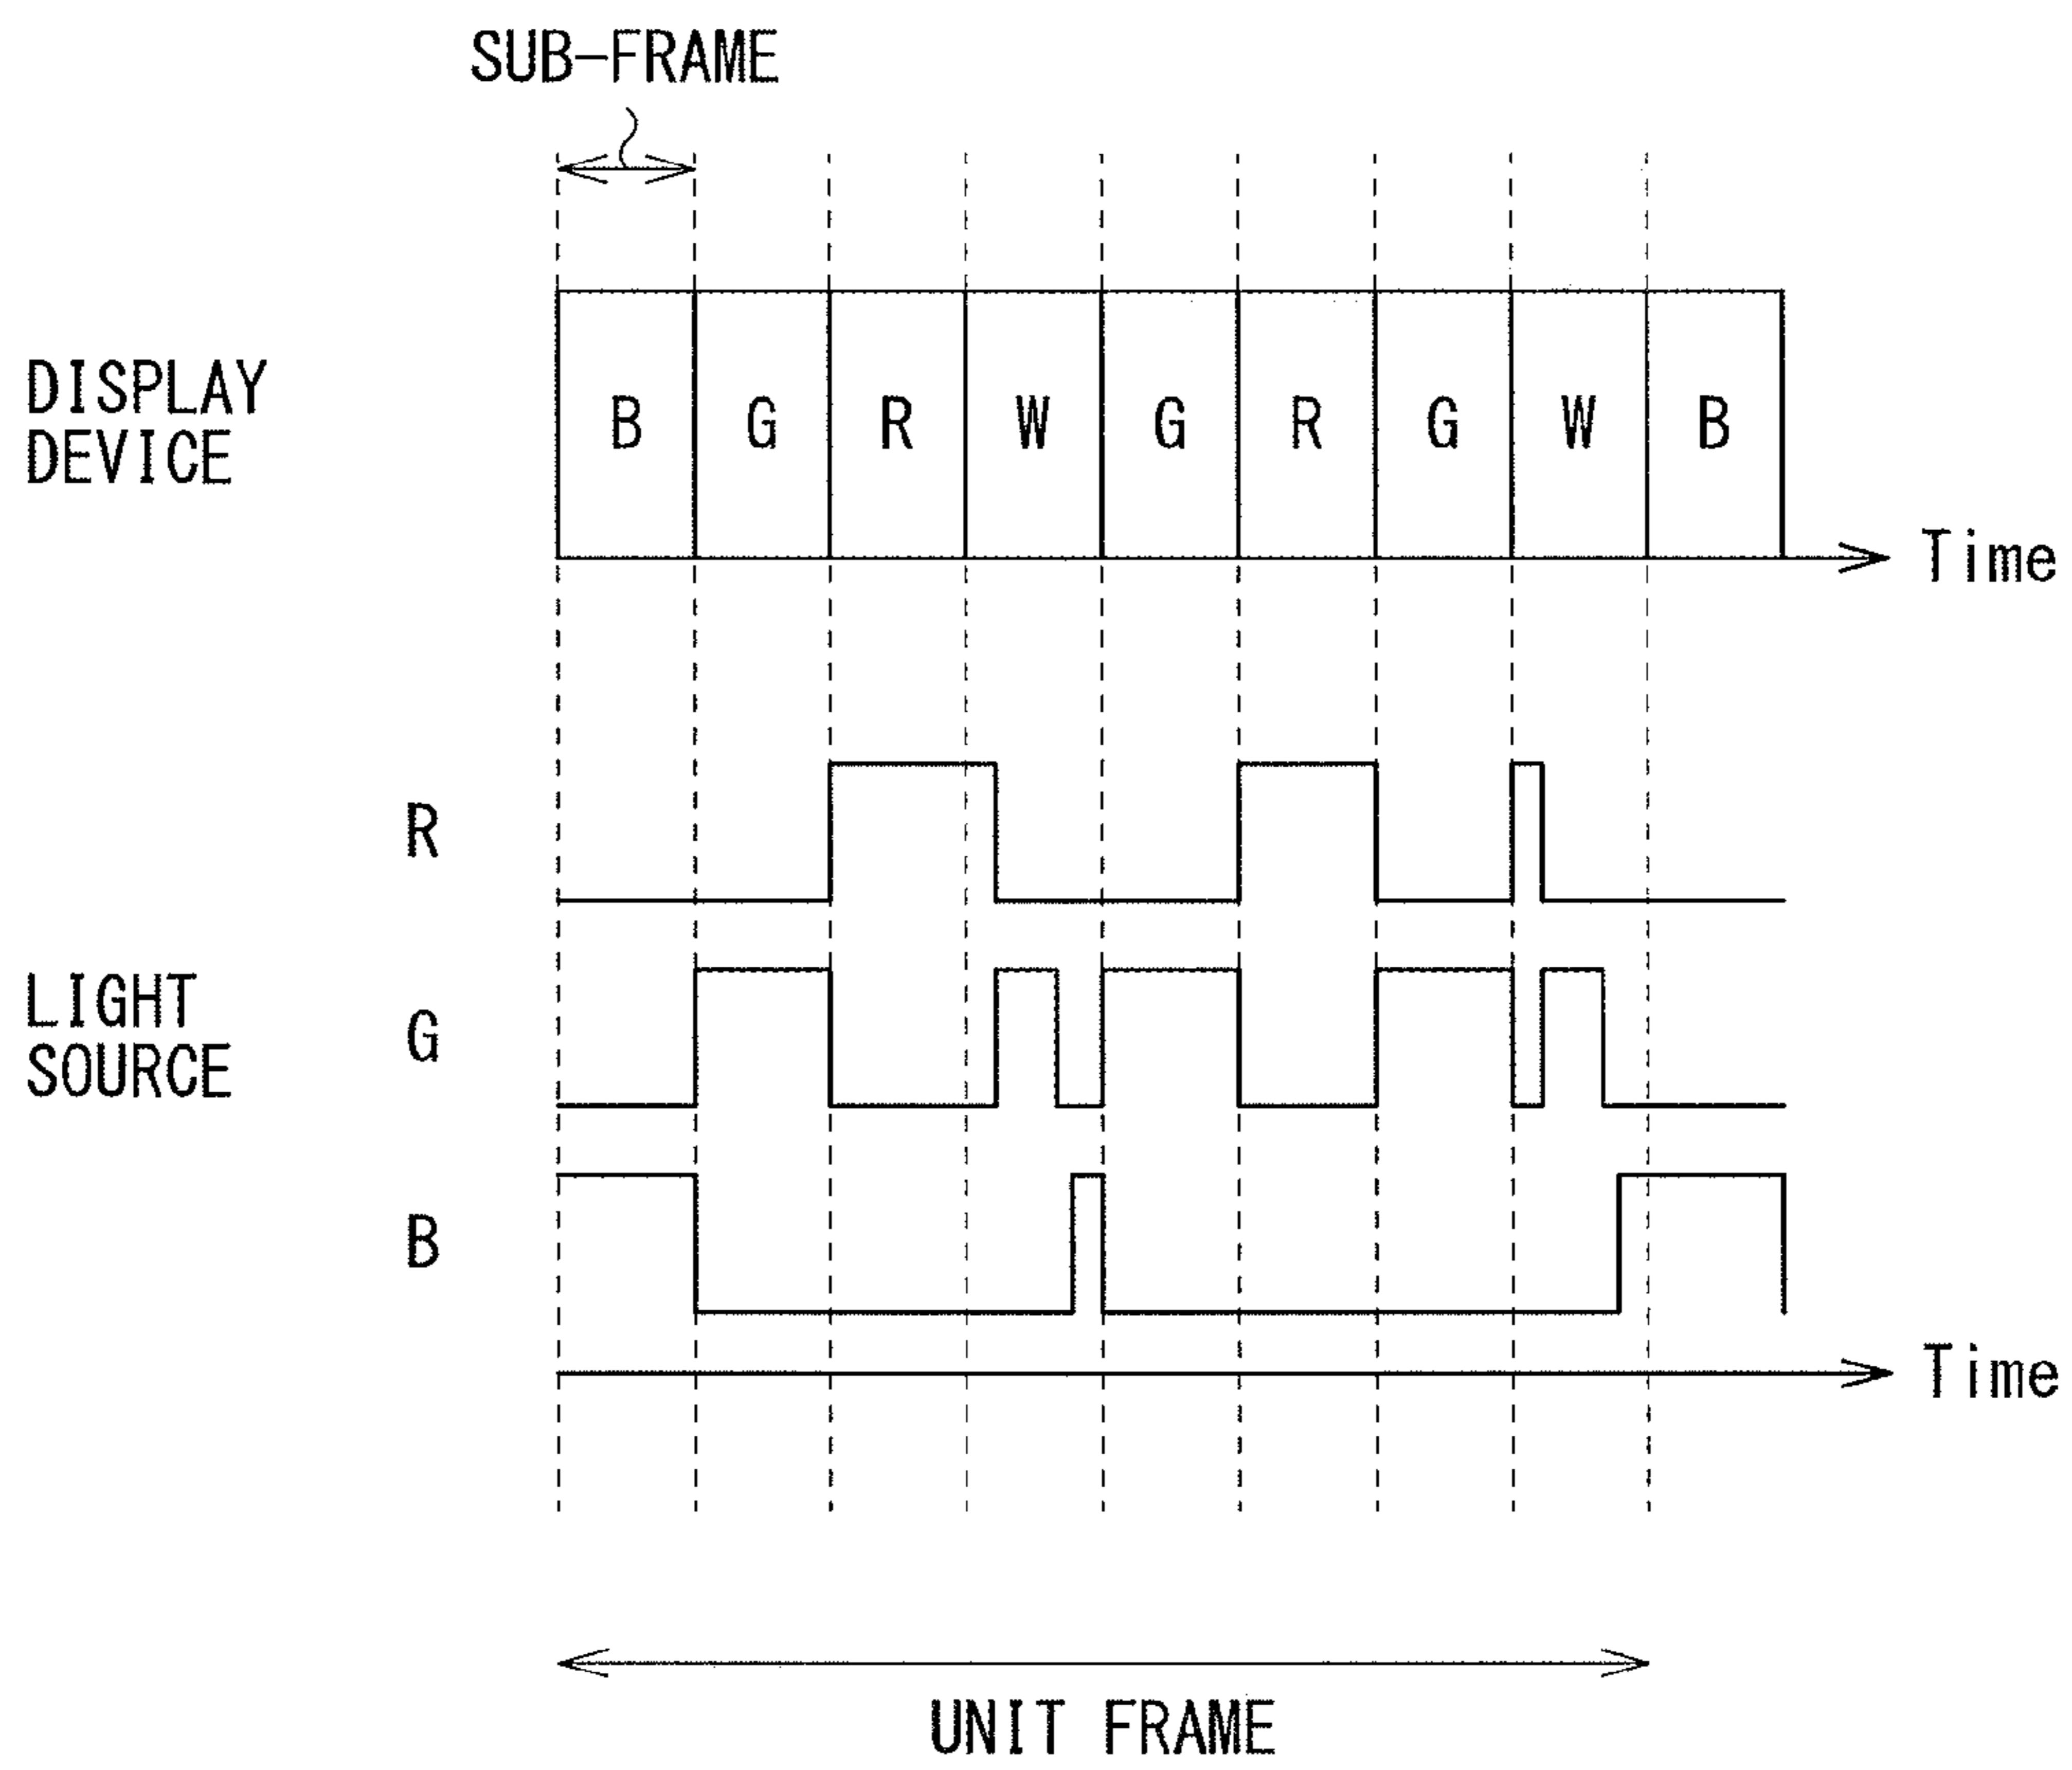 SUB-FRAME
DISPLAY
DEVICE
B G R W G R G W B
Time
R
LIGHT
SOURCE
G
B
Time
UNIT FRAME